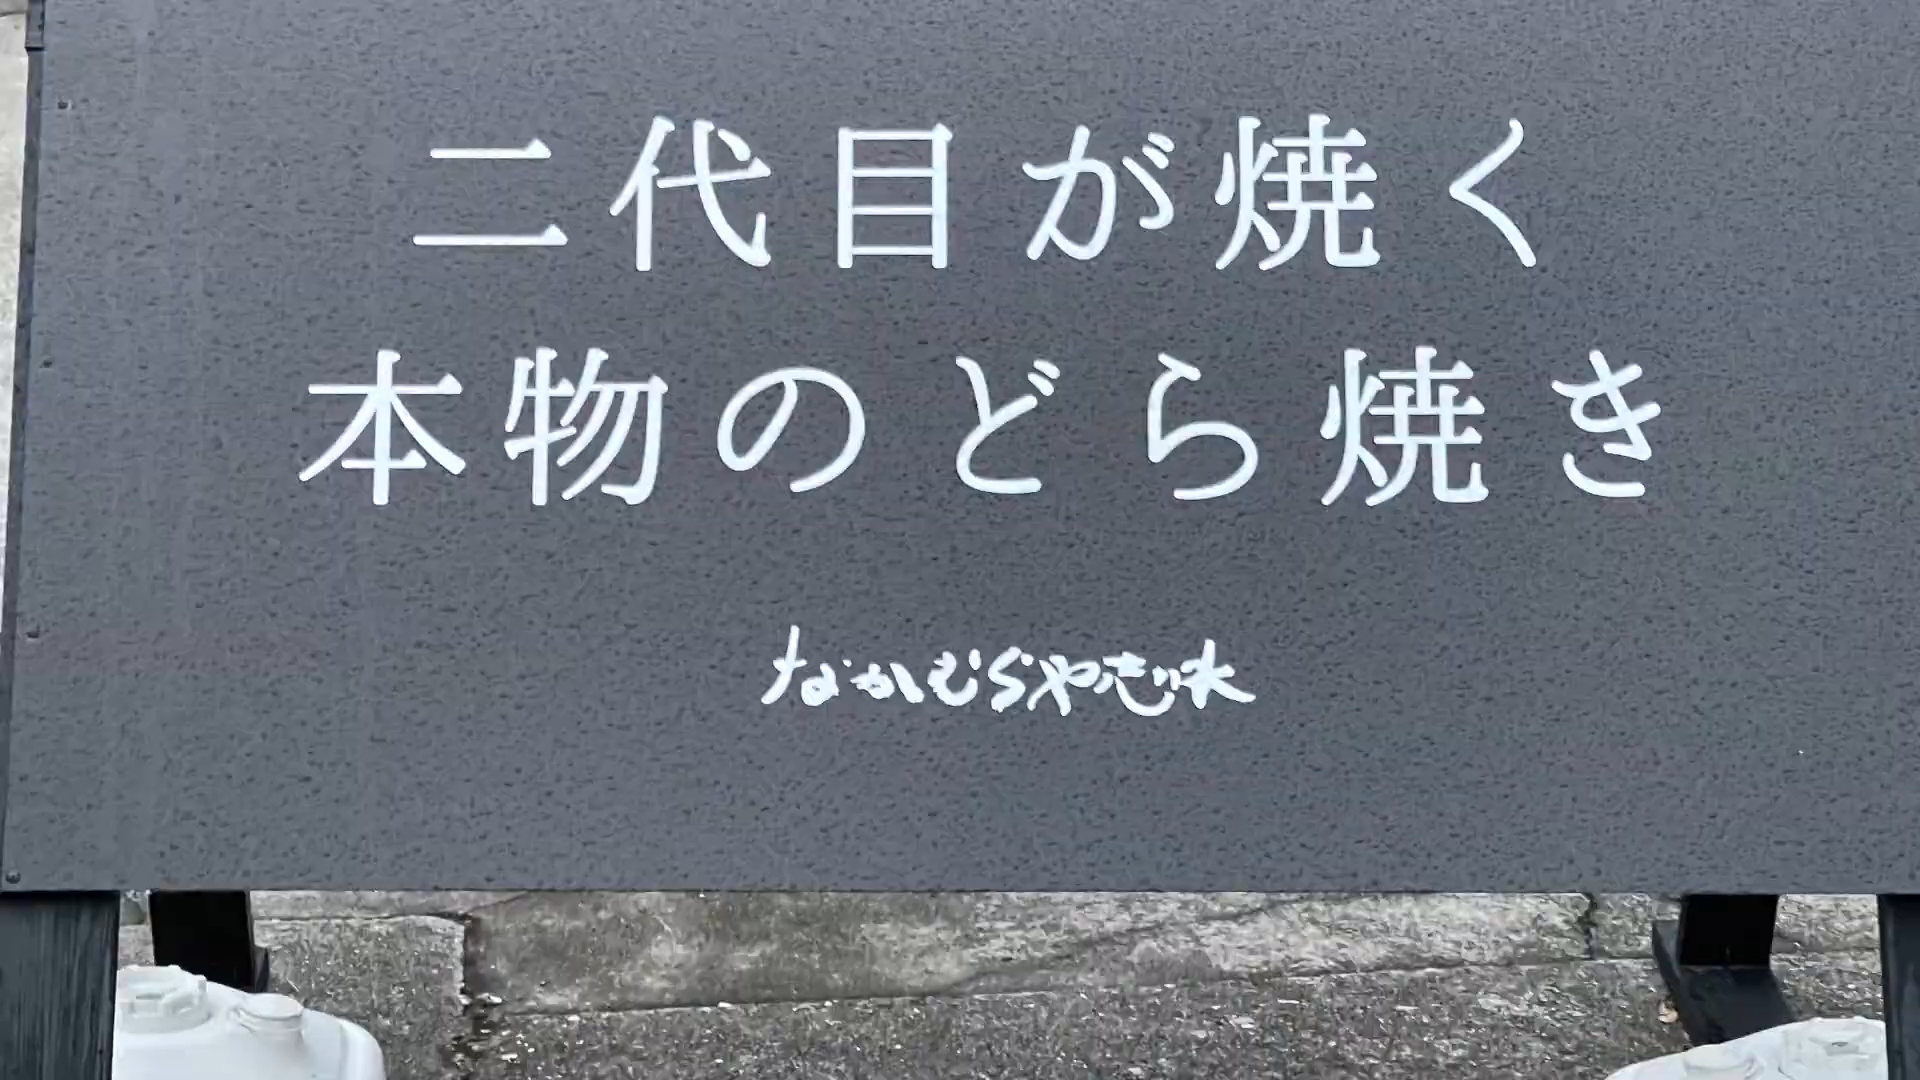 二代目が焼く
本物のどら焼き
なかむらや志水